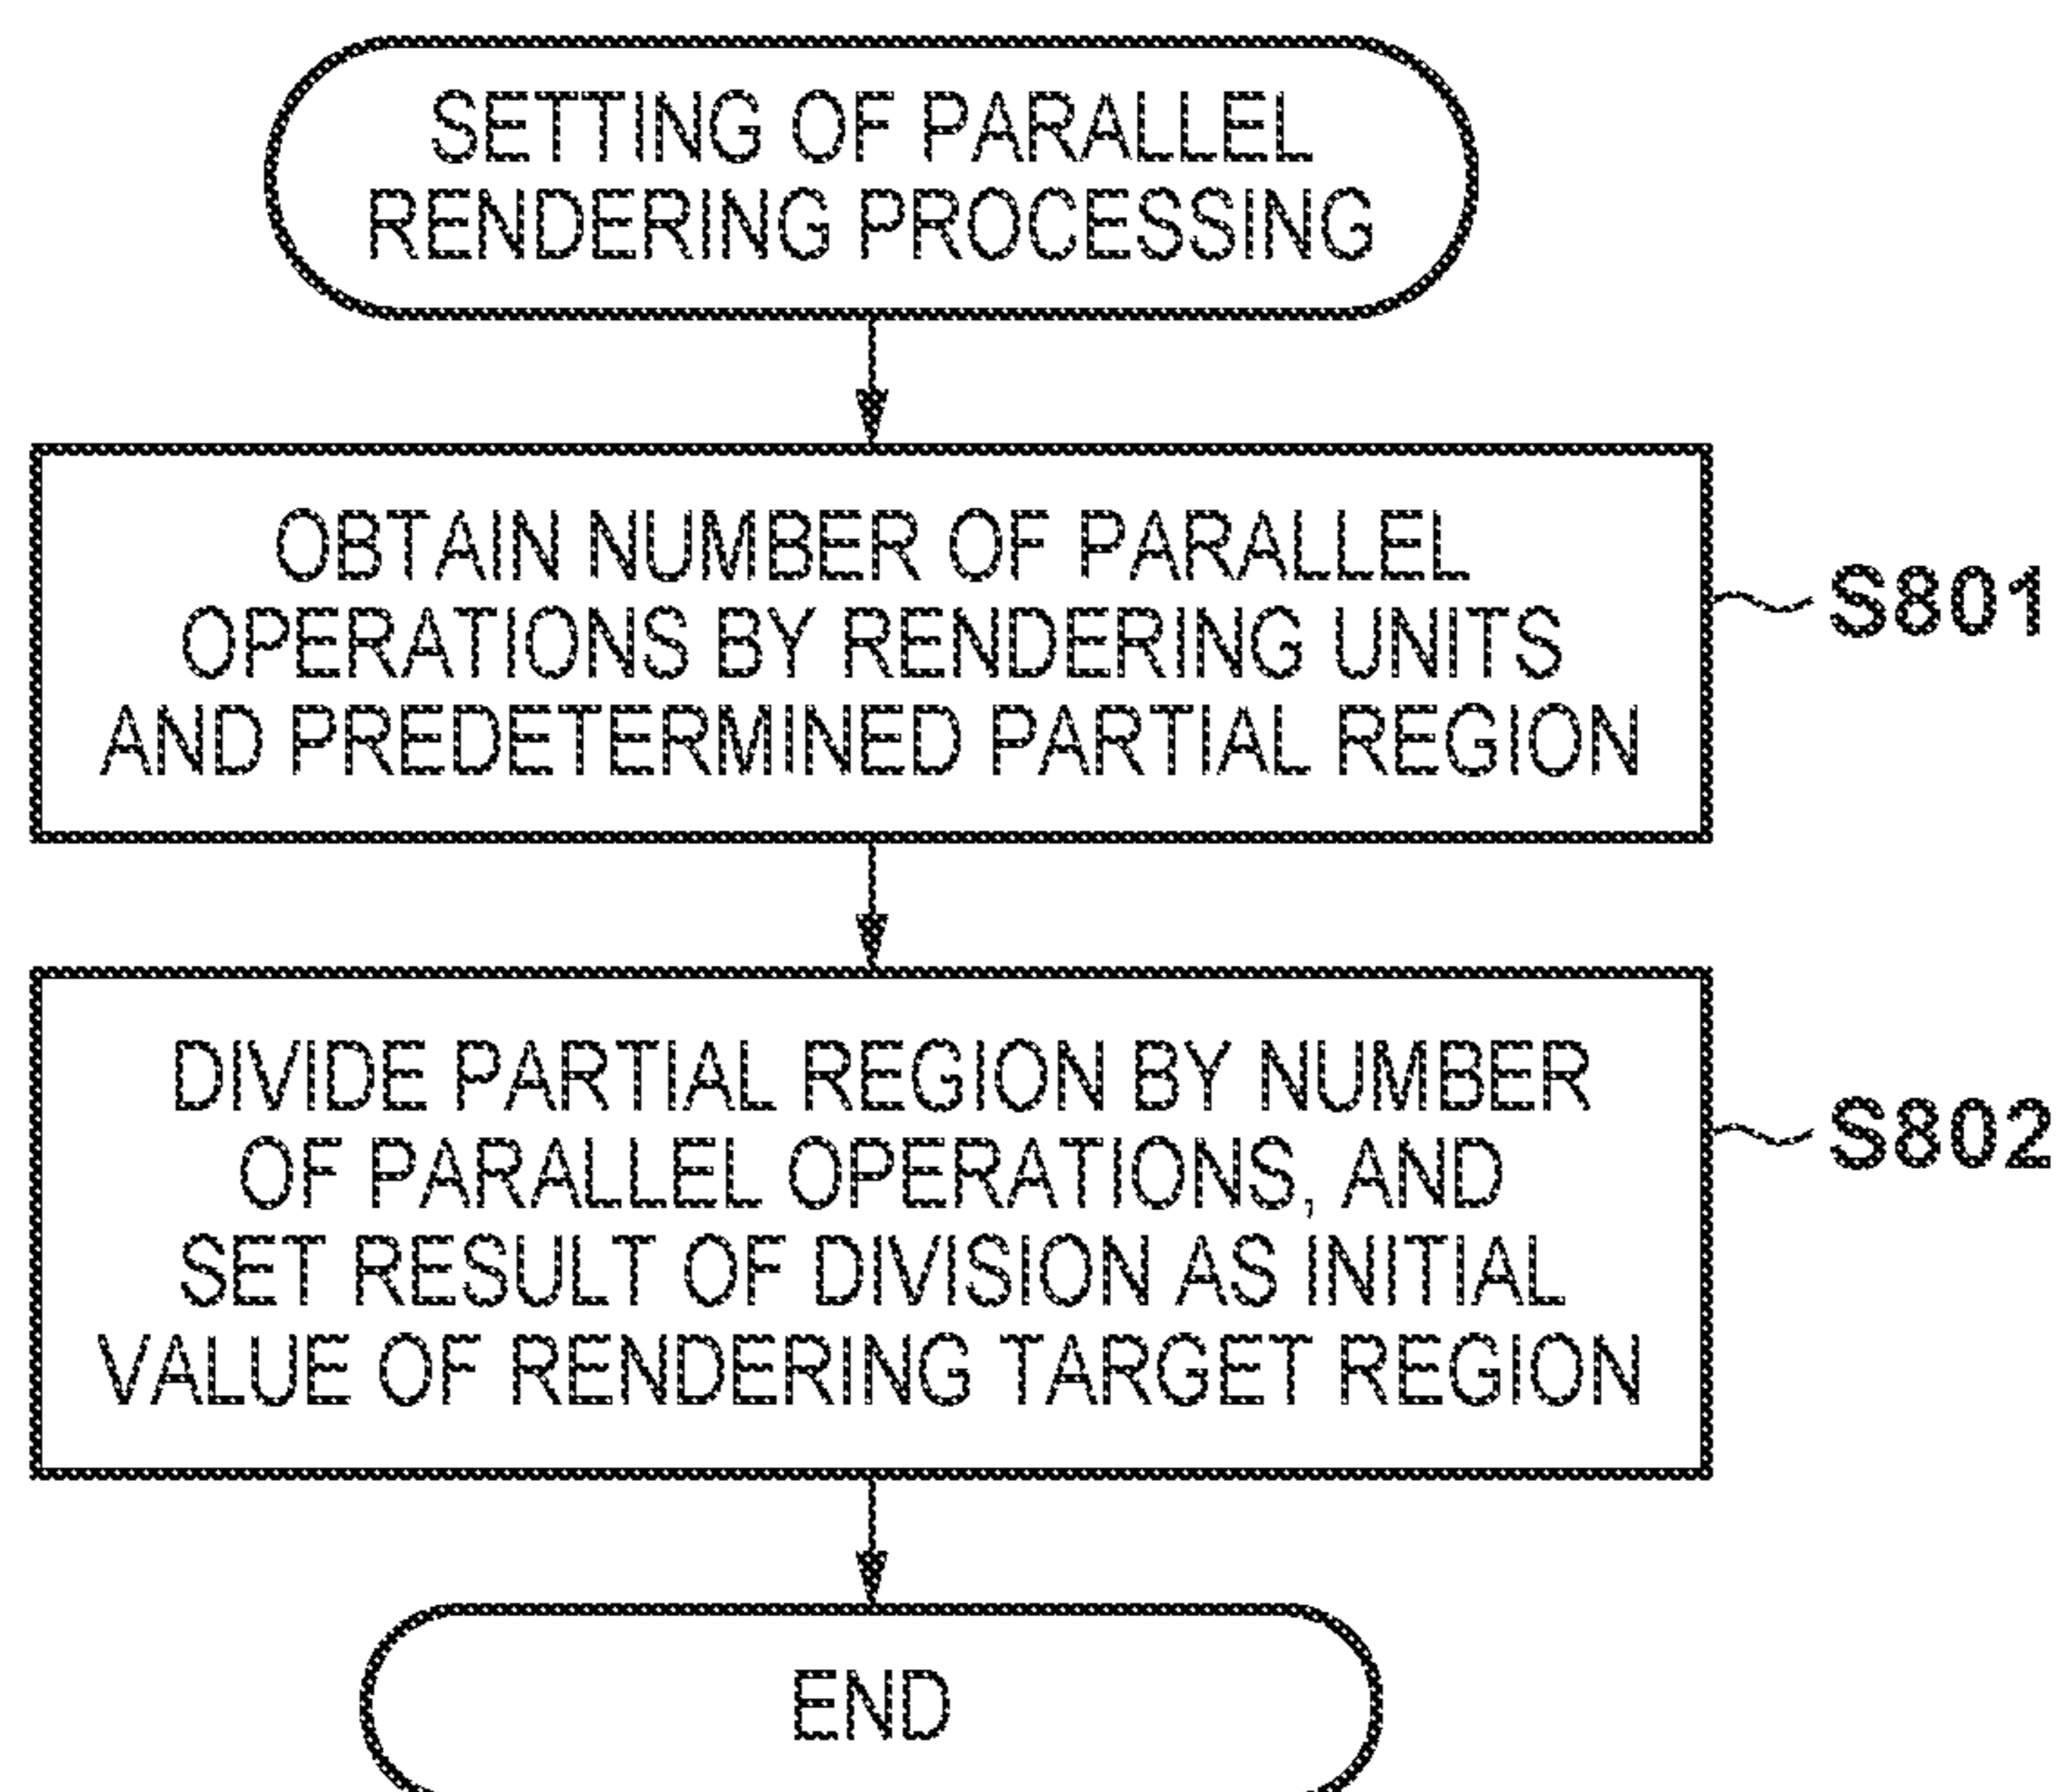 SETTING OF PARALLEL
RENDERING PROCESSING
OBTAIN NUMBER OF PARALLEL
OPERATIONS BY RENDERING UNITS
AND PREDETERMINED PARTIAL REGION
S801
DIVIDE PARTIAL REGION BY NUMBER
OF PARALLEL OPERATIONS, AND
SET RESULT OF DIVISION AS INITIAL
VALUE OF RENDERING TARGET REGION
S802
END